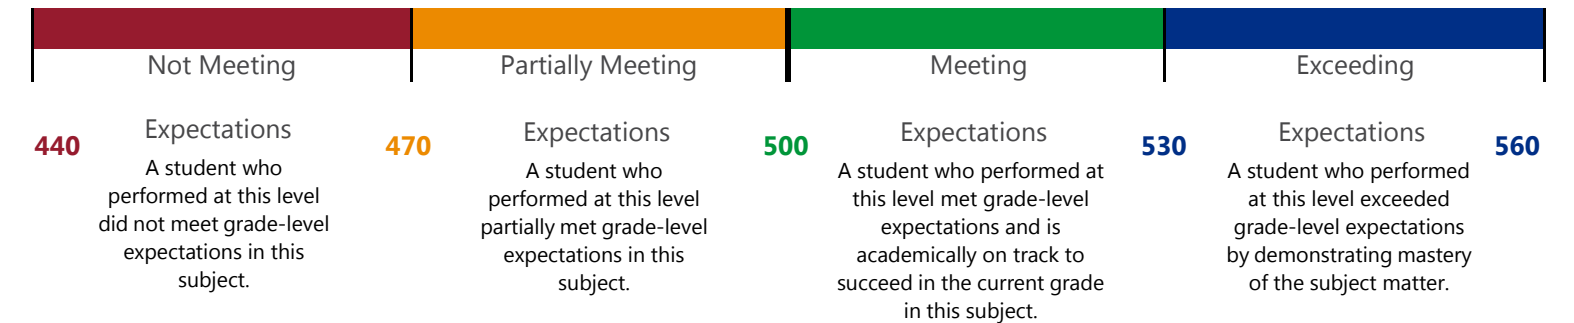 Not Meeting
Partially Meeting
Meeting
Exceeding
440
Expectations
A student who
performed at this level
did not meet grade-level
expectations in this
subject.
470
Expectations
A student who
performed at this level
partially met grade-level
expectations in this
subject.
500
Expectations
A student who performed at
this level met grade-level
expectations and is
academically on track to
succeed in the current grade
in this subject.
530
Expectations
A student who performed
at this level exceeded
grade-level expectations
by demonstrating mastery
of the subject matter.
560